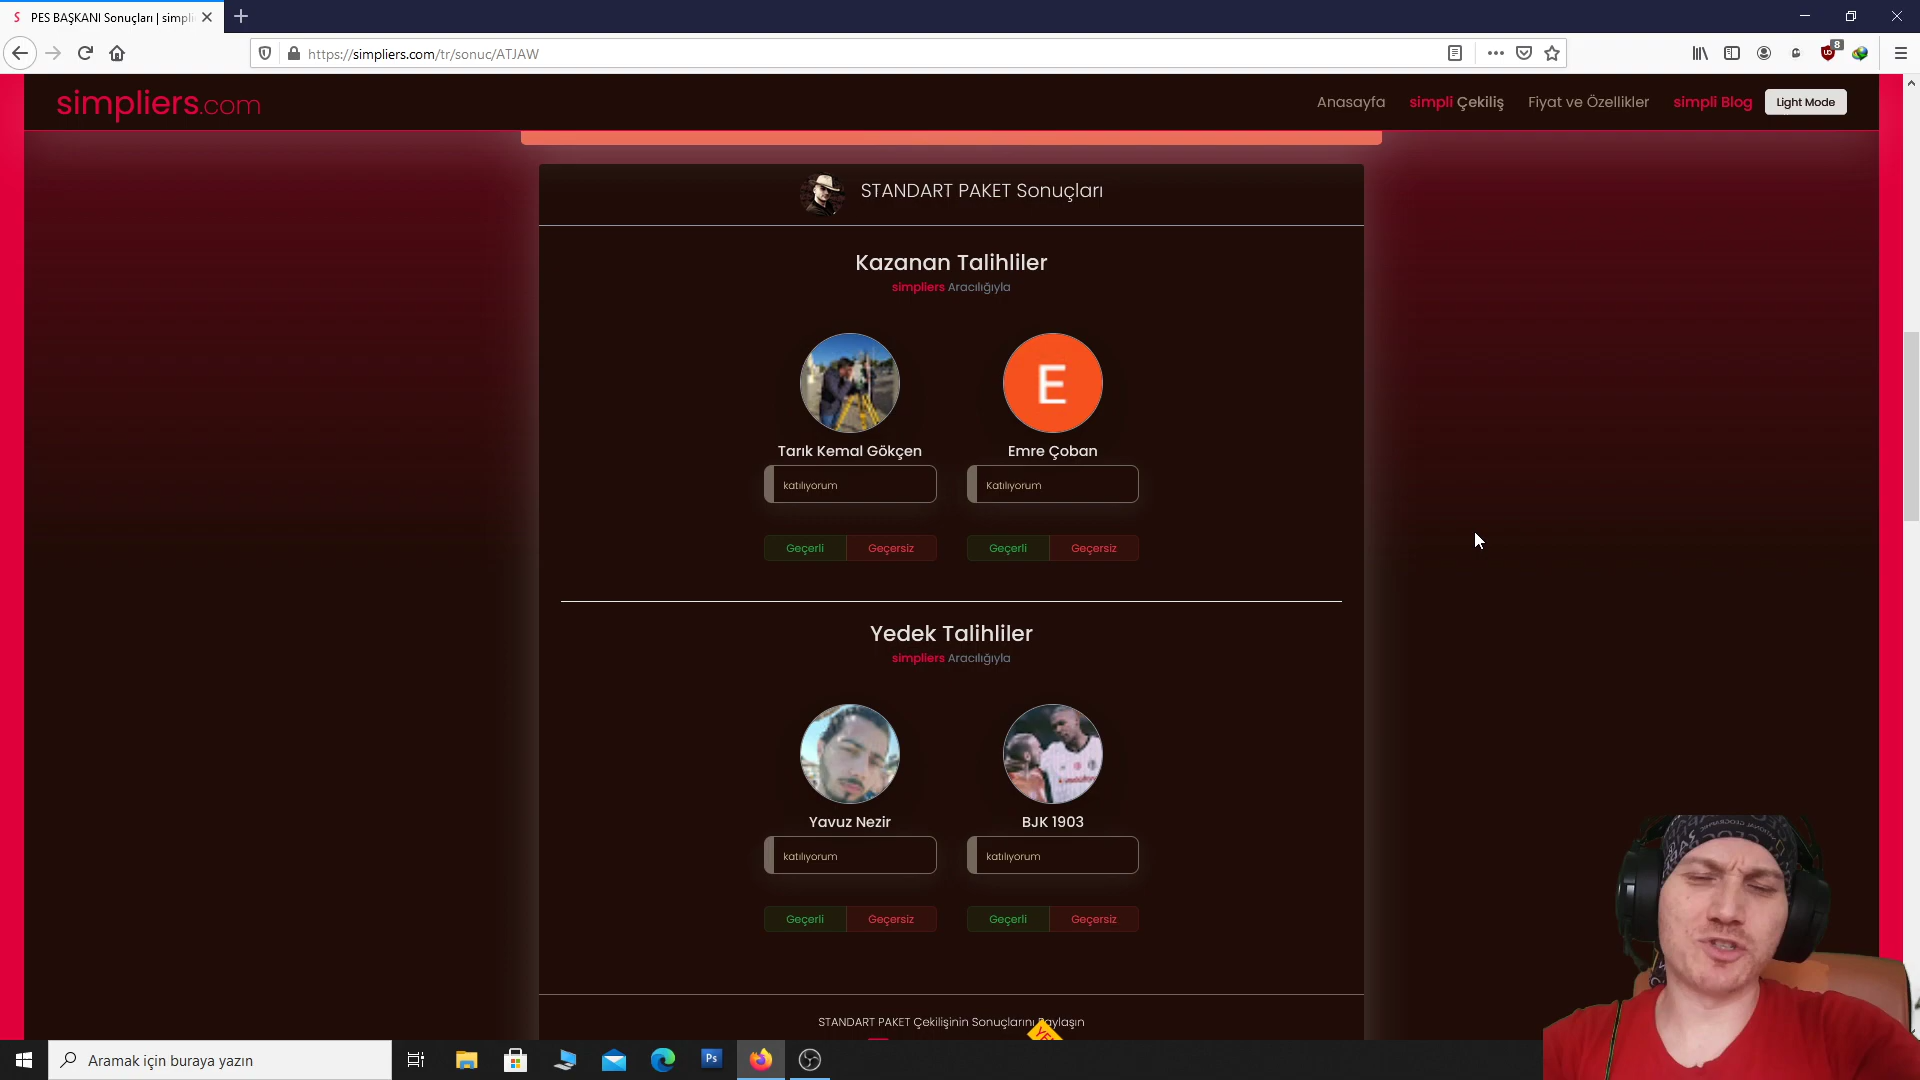 PES BAŞKANI Sonuçları | simpli
https://simpliers.com/tr/sonuc/ATJAW
8
simpliers.com
Anasayfa
simpli Çekiliş
Fiyat ve Özellikler
simpli Blog
Light Mode
STANDART PAKET Sonuçları
Kazanan Talihliler
simpliers Aracılığıyla
E
Tarık Kemal Gökçen
Emre Çoban
katılıyorum
Katılıyorum
Geçerli
Geçersiz
Geçerli
Geçersiz
Yedek Talihliler
simpliers Aracılığıyla
Yavuz Nezir
BJK 1903
katılıyorum
katılıyorum
Geçerli
Geçersiz
Geçerli
Geçersiz
STANDART PAKET Çekilişinin Sonuçlarını Paylaşın
Aramak için buraya yazın
Ps